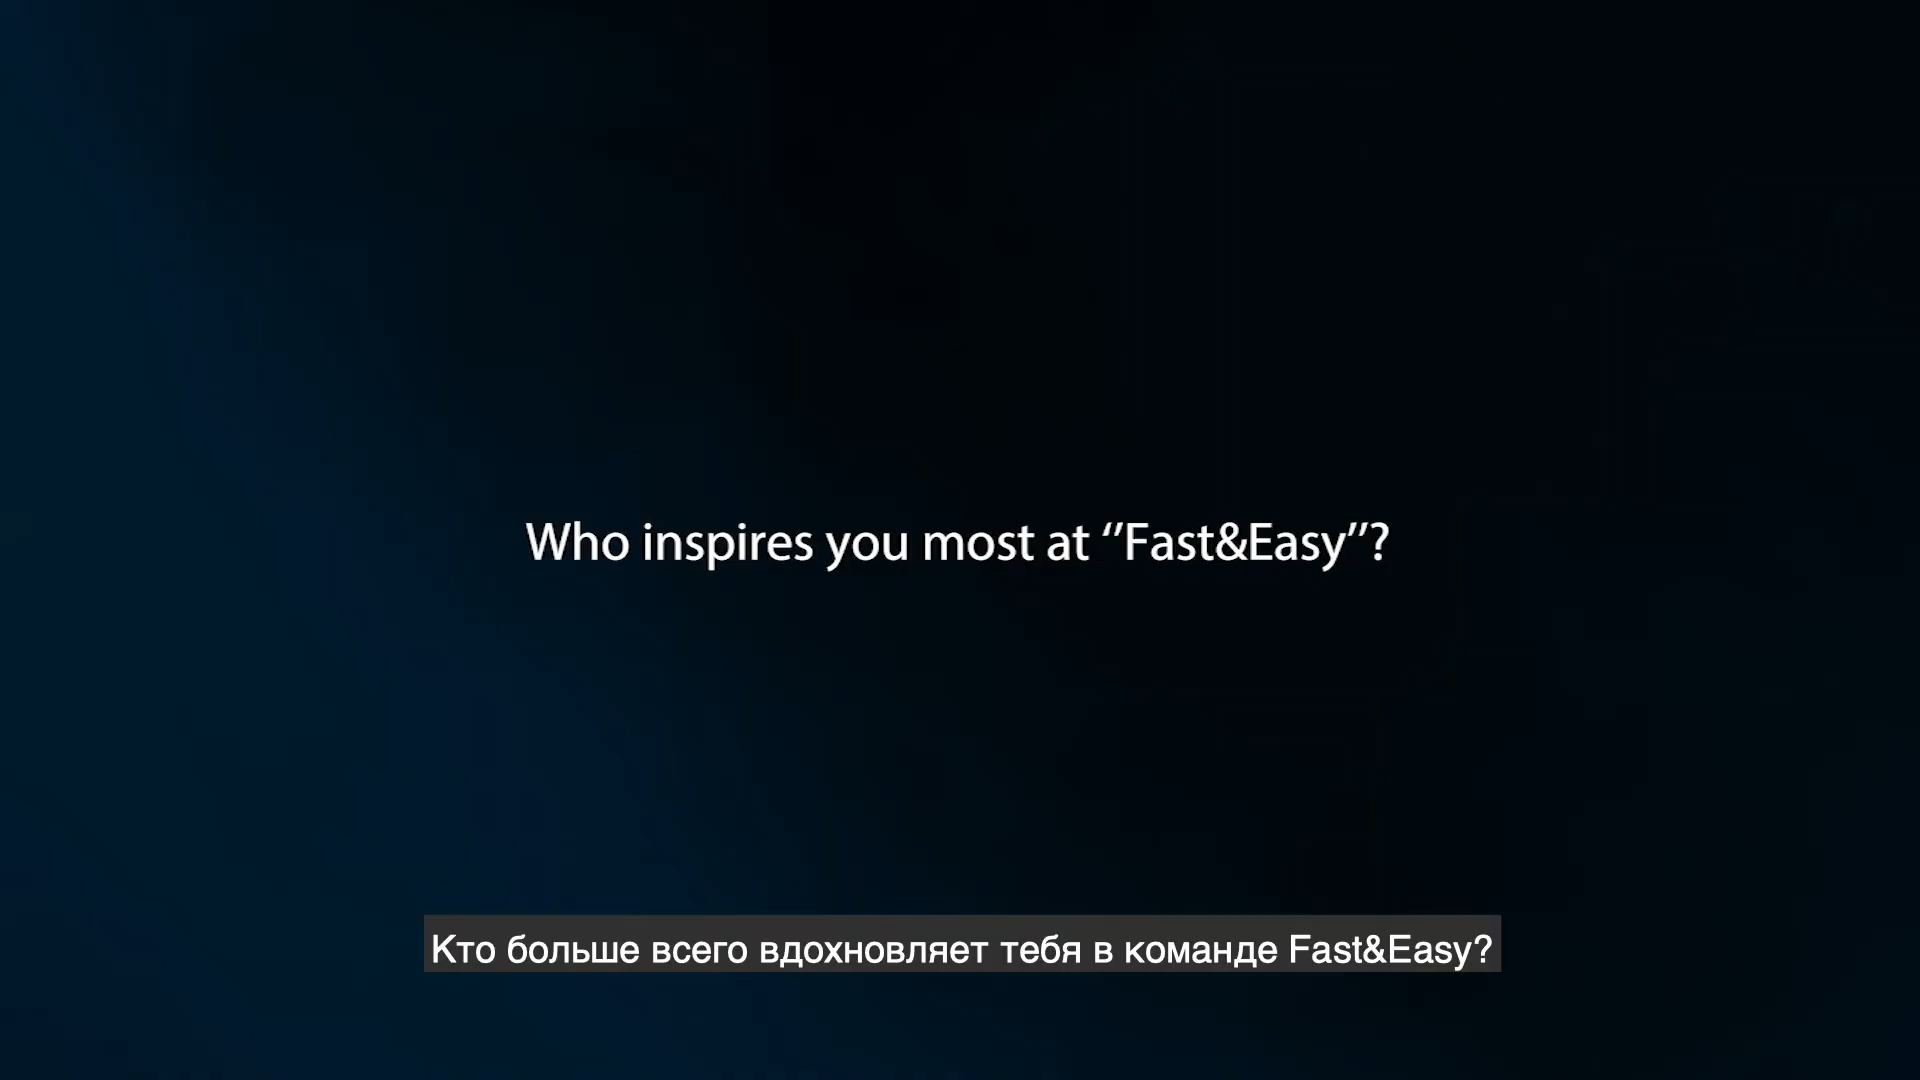 Who inspires you most at ‘’Fast&Easy’’?
Кто больше всего вдохновляет тебя в команде Fast&Easy?